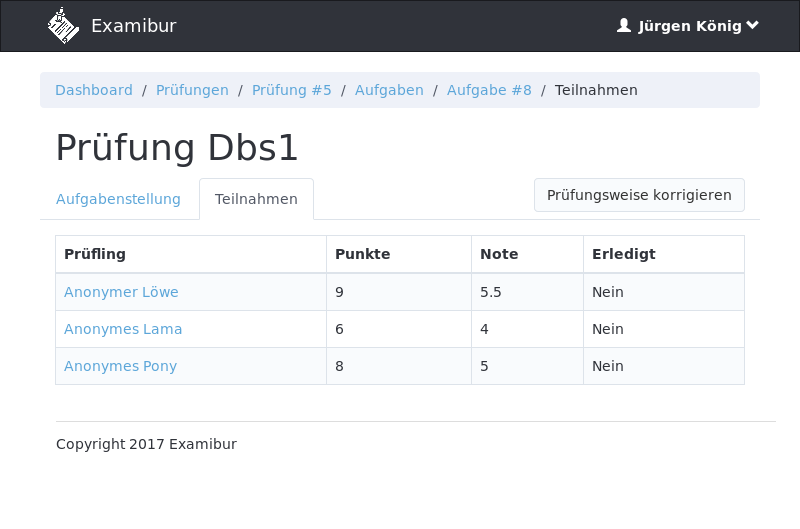 Examibur
Jürgen König
Dashboard / Prüfungen / Prüfung #5 / Aufgaben / Aufgabe #8 / Teilnahmen
Prüfung Dbs1
Aufgabenstellung Teilnahmen Prüfungsweise korrigieren
Prüfling Punkte Note Erledigt
Anonymer Löwe 9 5.5 Nein
Anonymes Lama 6 4 Nein
Anonymes Pony 8 5 Nein
Copyright 2017 Examibur